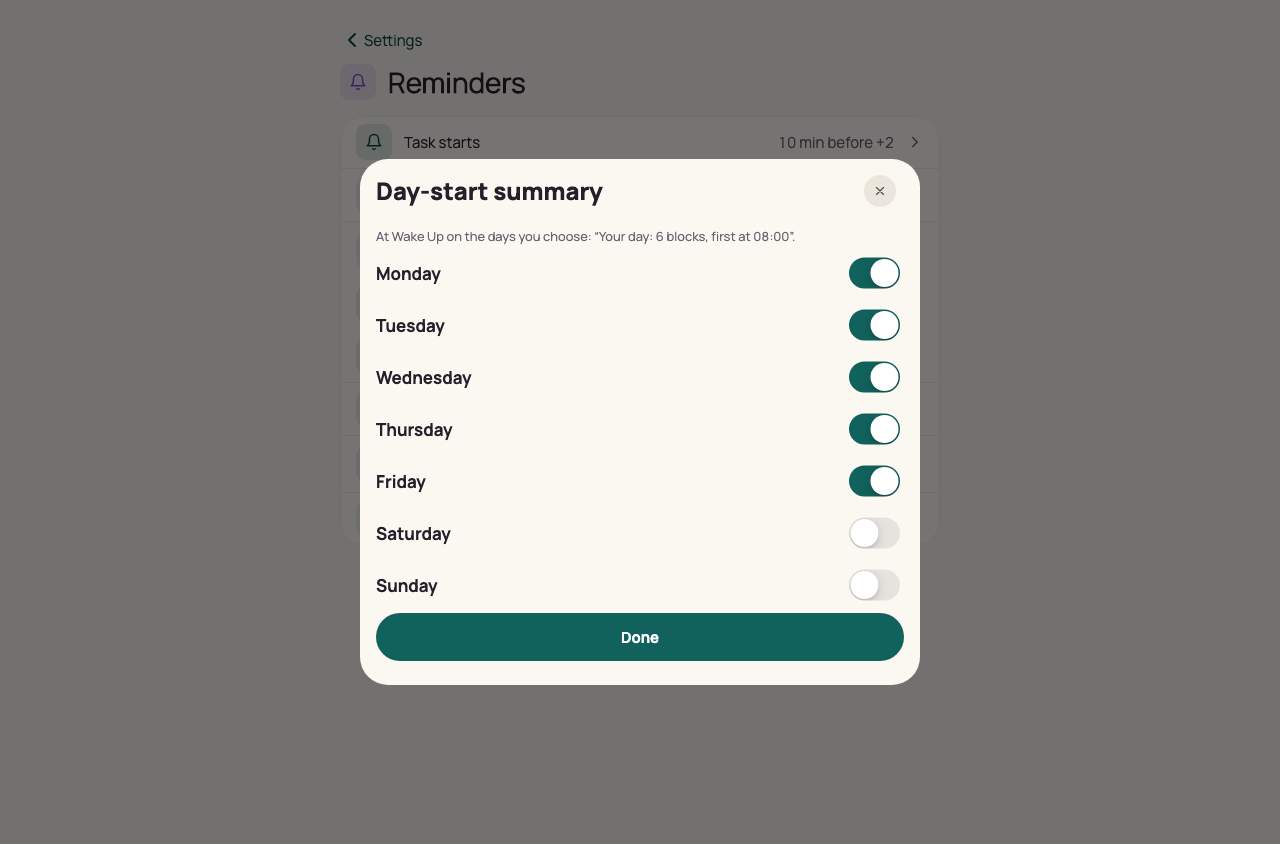 Settings
Reminders
Task starts
10 min before +2
Day-start summary
At Wake Up on the days you choose: “Your day: 6 blocks, first at 08:00”.
Monday
Tuesday
Wednesday
Thursday
Friday
Saturday
Sunday
Done